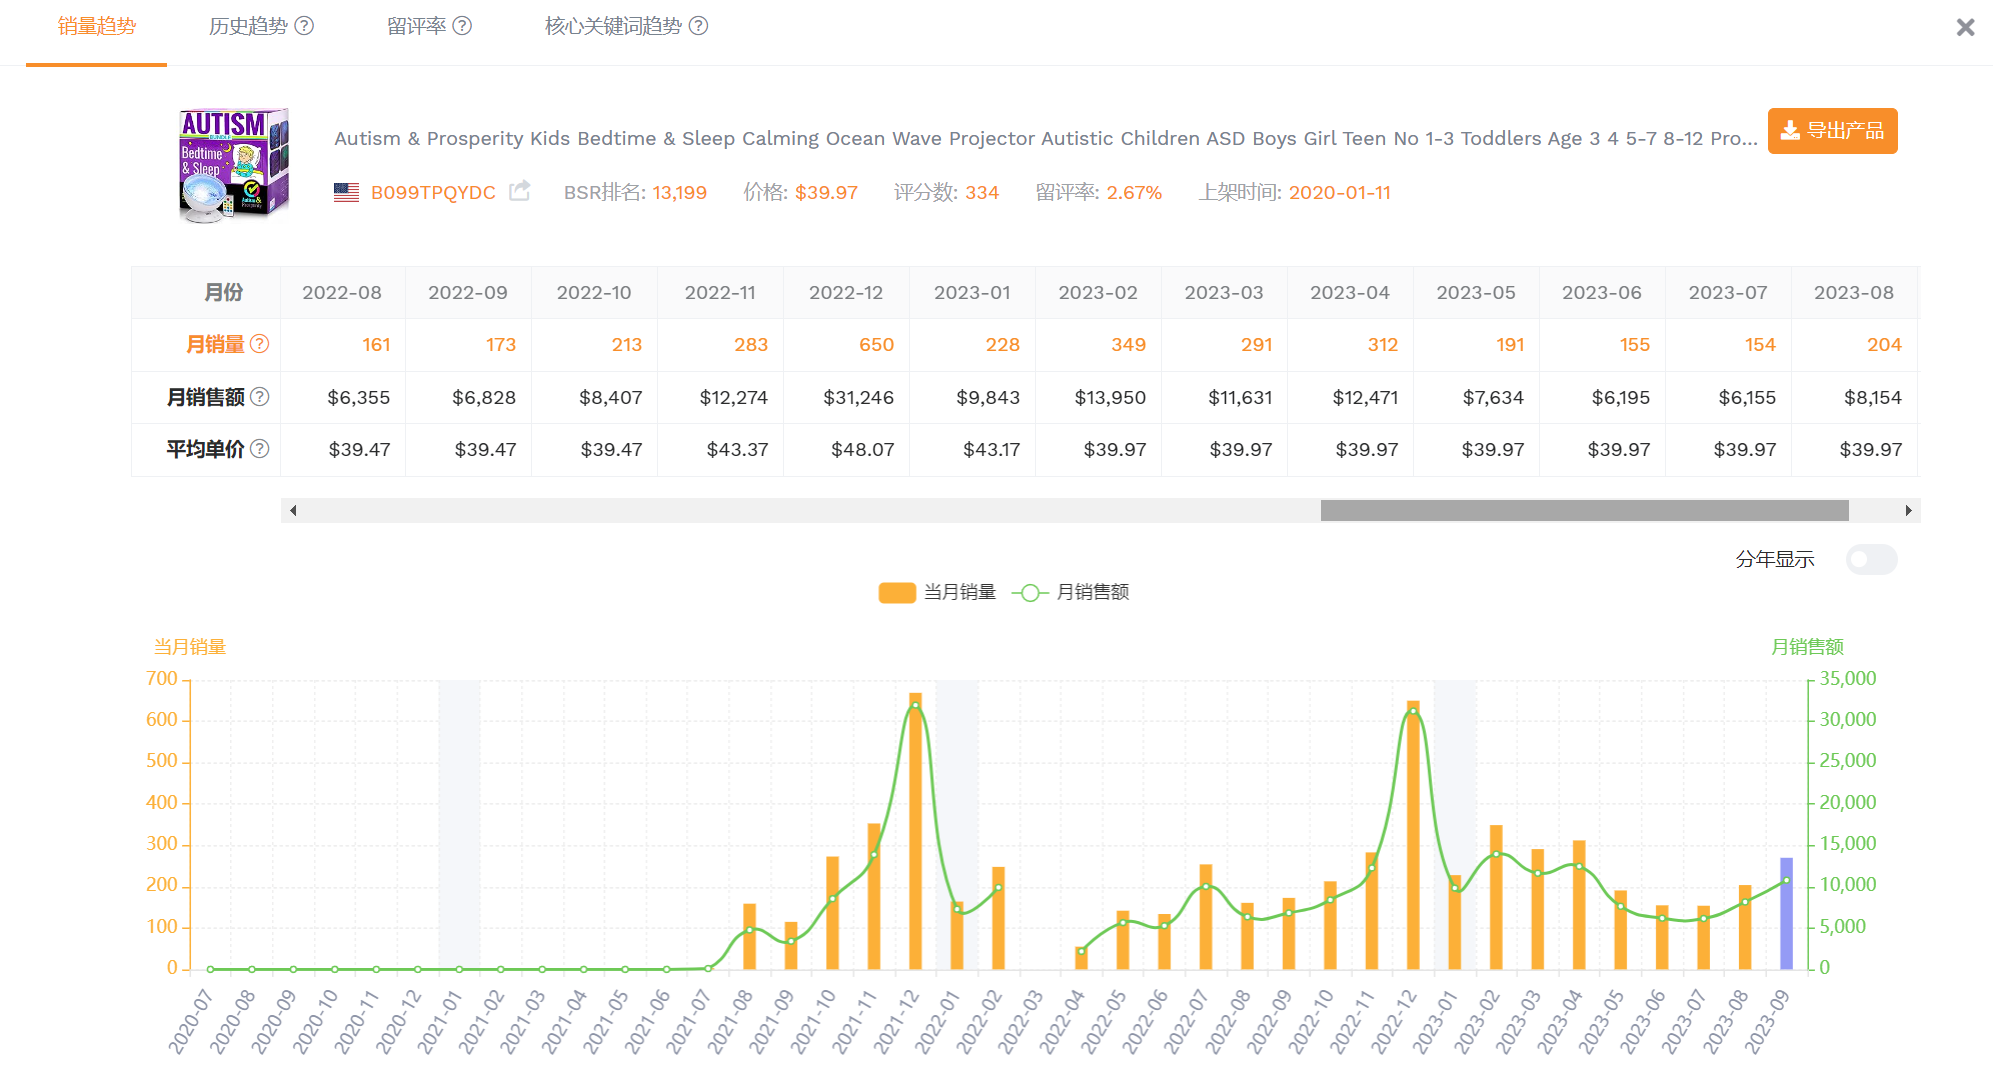 销量趋势 历史趋势 ? 留评率 ? 核心关键词趋势 ?
AUTISM
BUNDLE
Bedtime
& Sleep
Autism &
Prosperity
Autism & Prosperity Kids Bedtime & Sleep Calming Ocean Wave Projector Autistic Children ASD Boys Girl Teen No 1-3 Toddlers Age 3 4 5-7 8-12 Pro...
导出产品
B099TPQYDC BSR排名: 13,199 价格: $39.97 评分数: 334 留评率: 2.67% 上架时间: 2020-01-11
月份 2022-08 2022-09 2022-10 2022-11 2022-12 2023-01 2023-02 2023-03 2023-04 2023-05 2023-06 2023-07 2023-08
月销量 ? 161 173 213 283 650 228 349 291 312 191 155 154 204
月销售额 ? $6,355 $6,828 $8,407 $12,274 $31,246 $9,843 $13,950 $11,631 $12,471 $7,634 $6,195 $6,155 $8,154
平均单价 ? $39.47 $39.47 $39.47 $43.37 $48.07 $43.17 $39.97 $39.97 $39.97 $39.97 $39.97 $39.97 $39.97
分年显示
当月销量 月销售额
当月销量 月销售额
700 35,000
600 30,000
500 25,000
400 20,000
300 15,000
200 10,000
100 5,000
0 0
2020-07 2020-08 2020-09 2020-10 2020-11 2020-12 2021-01 2021-02 2021-03 2021-04 2021-05 2021-06 2021-07 2021-08 2021-09 2021-10 2021-11 2021-12 2022-01 2022-02 2022-03 2022-04 2022-05 2022-06 2022-07 2022-08 2022-09 2022-10 2022-11 2022-12 2023-01 2023-02 2023-03 2023-04 2023-05 2023-06 2023-07 2023-08 2023-09